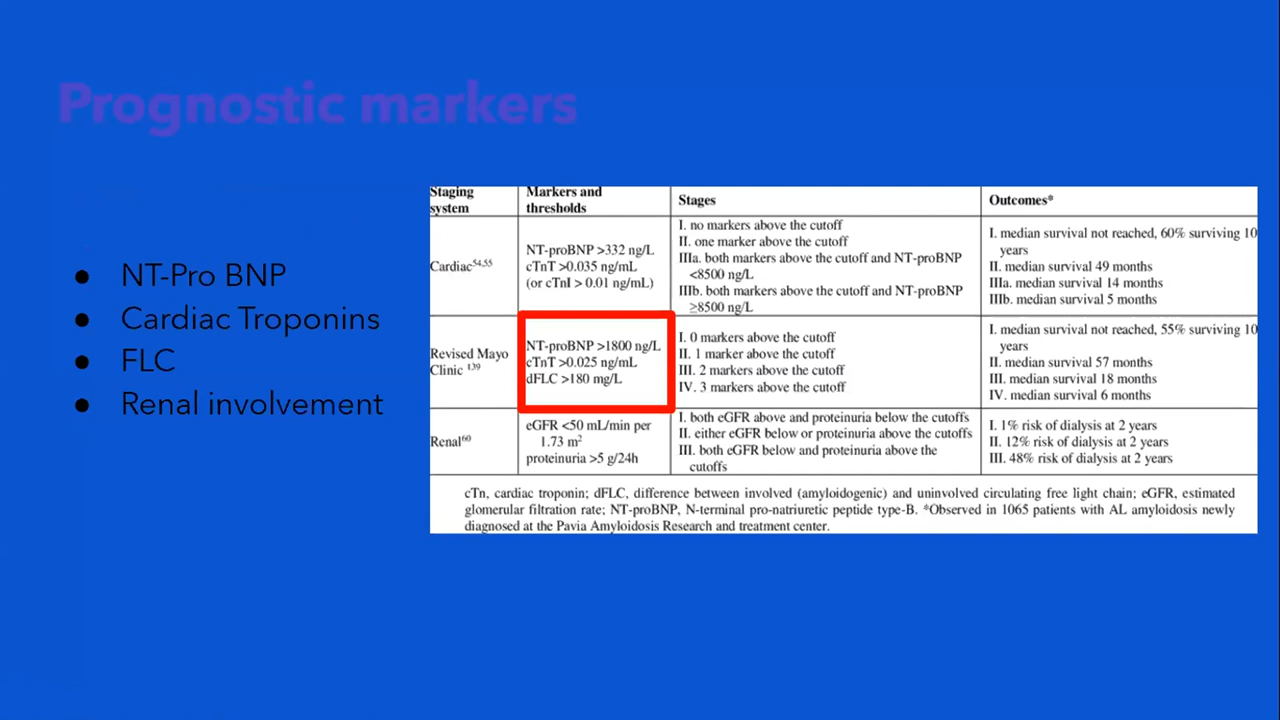 Prognostic markers
● NT-Pro BNP
● Cardiac Troponins
● FLC
● Renal involvement
Staging system
Markers and thresholds
Stages
Outcomes*
Cardiac54,55
NT-proBNP >332 ng/L
cTnT >0.035 ng/mL
(or cTnI > 0.01 ng/mL)
I. no markers above the cutoff
II. one marker above the cutoff
IIIa. both markers above the cutoff and NT-proBNP
<8500 ng/L
IIIb. both markers above the cutoff and NT-proBNP
≥8500 ng/L
I. median survival not reached, 60% surviving 10
years
II. median survival 49 months
IIIa. median survival 14 months
IIIb. median survival 5 months
Revised Mayo
Clinic 139
NT-proBNP >1800 ng/L
cTnT >0.025 ng/mL
dFLC >180 mg/L
I. 0 markers above the cutoff
II. 1 marker above the cutoff
III. 2 markers above the cutoff
IV. 3 markers above the cutoff
I. median survival not reached, 55% surviving 10
years
II. median survival 57 months
III. median survival 18 months
IV. median survival 6 months
Renal60
eGFR <50 mL/min per
1.73 m2
proteinuria >5 g/24h
I. both eGFR above and proteinuria below the cutoffs
II. either eGFR below or proteinuria above the cutoffs
III. both eGFR below and proteinuria above the
cutoffs
I. 1% risk of dialysis at 2 years
II. 12% risk of dialysis at 2 years
III. 48% risk of dialysis at 2 years
cTn, cardiac troponin; dFLC, difference between involved (amyloidogenic) and uninvolved circulating free light chain; eGFR, estimated
glomerular filtration rate; NT-proBNP, N-terminal pro-natriuretic peptide type-B. *Observed in 1065 patients with AL amyloidosis newly
diagnosed at the Pavia Amyloidosis Research and treatment center.